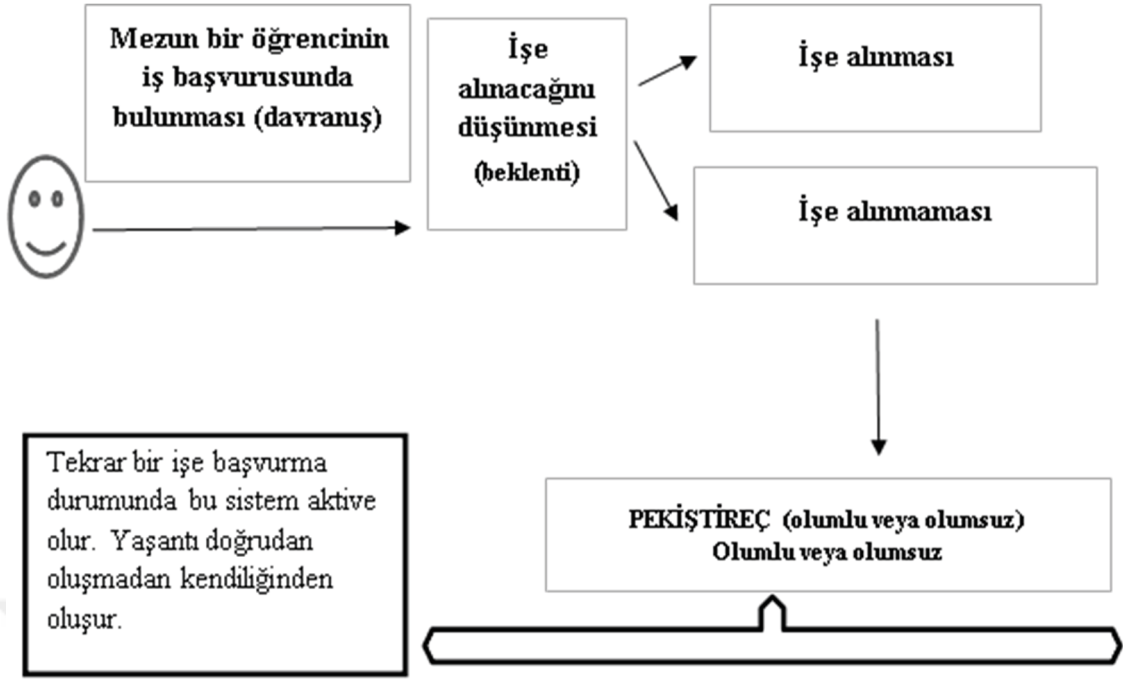 Mezun bir öğrencinin
iş başvurusunda
bulunması (davranış)
İşe
alınacağını
düşünmesi
(beklenti)
İşe alınması
İşe alınmaması
Tekrar bir işe başvurma
durumunda bu sistem aktive
olur. Yaşantı doğrudan
oluşmadan kendiliğinden
oluşur.
PEKİŞTİREÇ (olumlu veya olumsuz)
Olumlu veya olumsuz